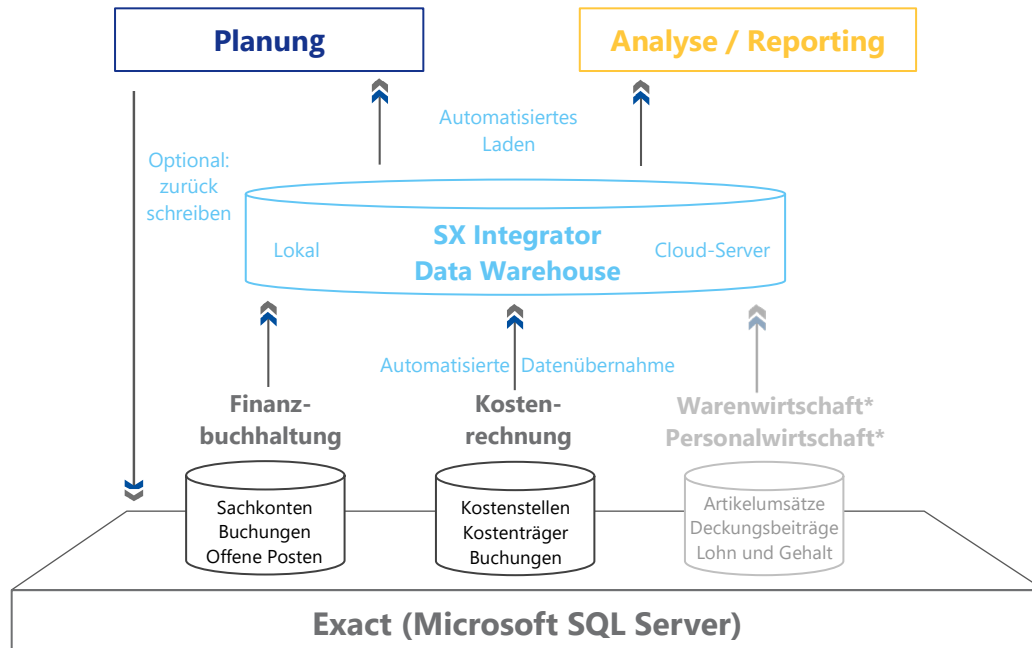 Planung
Analyse / Reporting
Automatisiertes
Laden
Optional:
zurück
schreiben
Lokal
SX Integrator
Data Warehouse
Cloud-Server
Automatisierte Datenübernahme
Finanz-
buchhaltung
Kosten-
rechnung
Warenwirtschaft*
Personalwirtschaft*
Sachkonten
Buchungen
Offene Posten
Kostenstellen
Kostenträger
Buchungen
Artikelumsätze
Deckungsbeiträge
Lohn und Gehalt
Exact (Microsoft SQL Server)